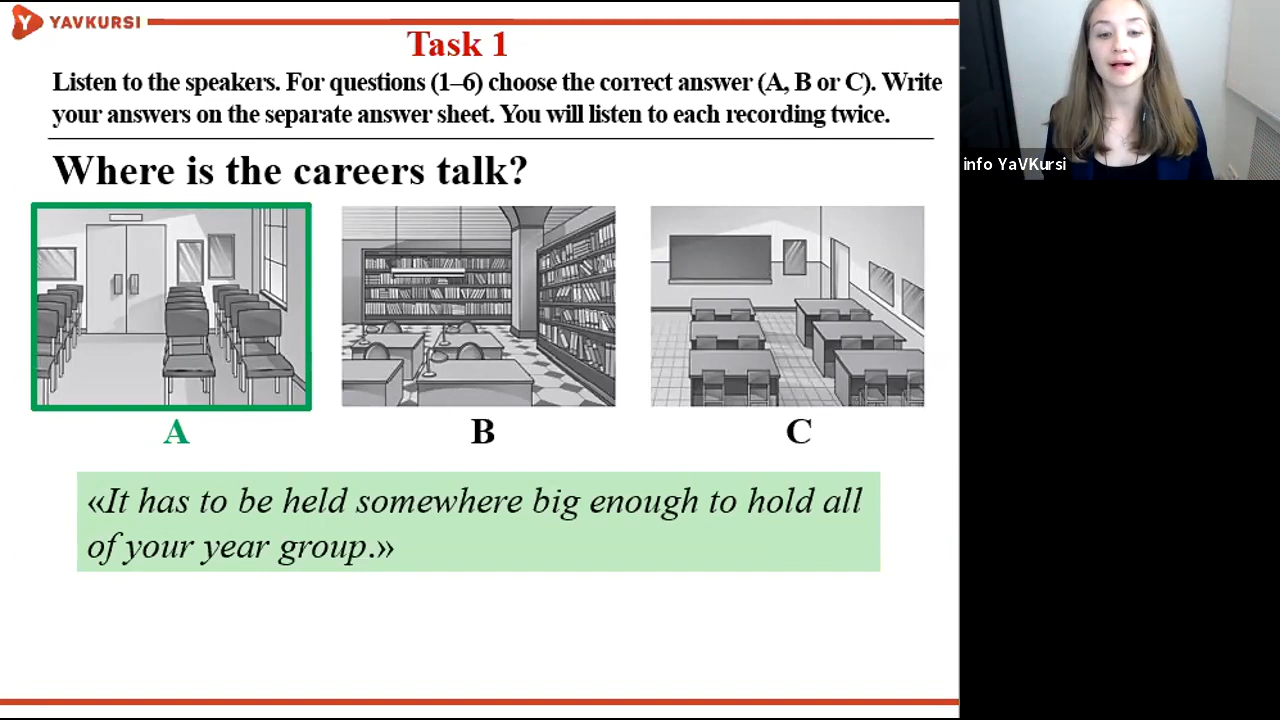 YAVKURSI
Task 1
Listen to the speakers. For questions (1–6) choose the correct answer (A, B or C). Write
your answers on the separate answer sheet. You will listen to each recording twice.
info YaVKursi
Where is the careers talk?
A
B
C
«It has to be held somewhere big enough to hold all
of your year group.»